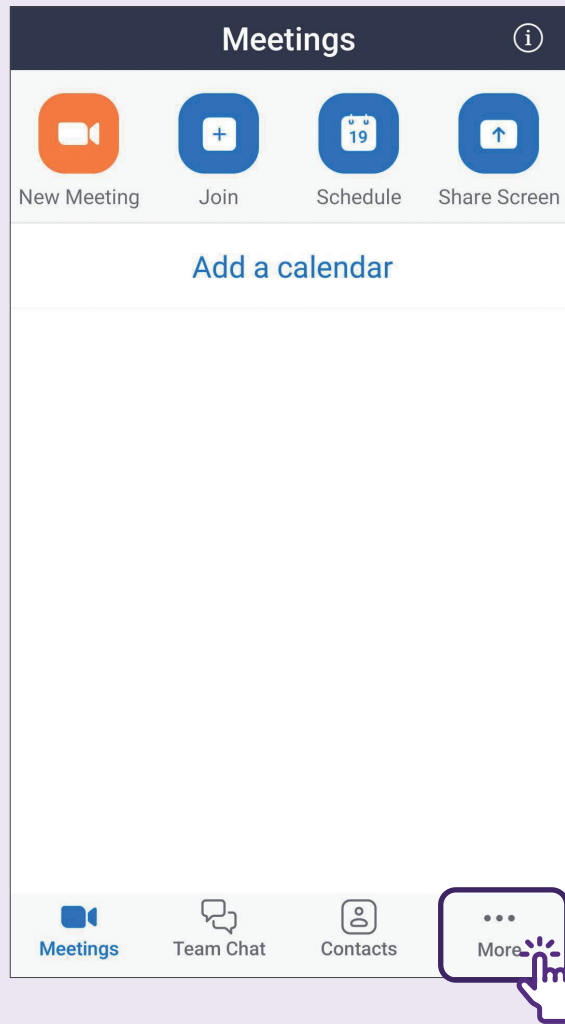 Meetings
New Meeting Join Schedule Share Screen
19
Add a calendar
Meetings Team Chat Contacts More